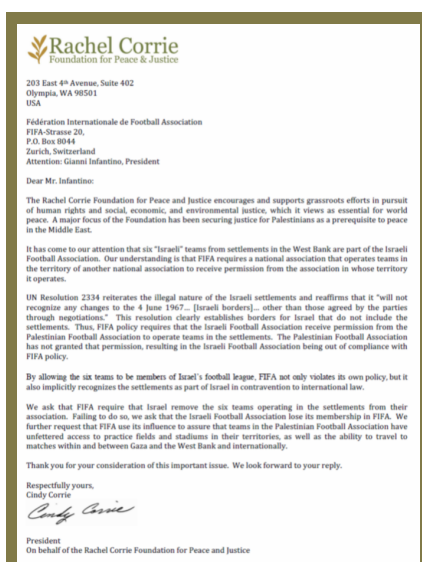 Rachel Corrie
Foundation for Peace & Justice
203 East 4th Avenue, Suite 402
Olympia, WA 98501
USA
Fédération Internationale de Football Association
FIFA-Strasse 20,
P.O. Box 8044
Zurich, Switzerland
Attention: Gianni Infantino, President
Dear Mr. Infantino:
The Rachel Corrie Foundation for Peace and Justice encourages and supports grassroots efforts in pursuit
of human rights and social, economic, and environmental justice, which it views as essential for world
peace. A major focus of the Foundation has been securing justice for Palestinians as a prerequisite to peace
in the Middle East.
It has come to our attention that six "Israeli" teams from settlements in the West Bank are part of the Israeli
Football Association. Our understanding is that FIFA requires a national association that operates teams in
the territory of another national association to receive permission from the association in whose territory
it operates.
UN Resolution 2334 reiterates the illegal nature of the Israeli settlements and reaffirms that it "will not
recognize any changes to the 4 June 1967... [Israeli borders]... other than those agreed by the parties
through negotiations." This resolution clearly establishes borders for Israel that do not include the
settlements. Thus, FIFA policy requires that the Israeli Football Association receive permission from the
Palestinian Football Association to operate teams in the settlements. The Palestinian Football Association
has not granted that permission, resulting in the Israeli Football Association being out of compliance with
FIFA policy.
By allowing the six teams to be members of Israel's football league, FIFA not only violates its own policy, but it
also implicitly recognizes the settlements as part of Israel in contravention to international law.
We ask that FIFA require that Israel remove the six teams operating in the settlements from their
association. Failing to do so, we ask that the Israeli Football Association lose its membership in FIFA. We
further request that FIFA use its influence to assure that teams in the Palestinian Football Association have
unfettered access to practice fields and stadiums in their territories, as well as the ability to travel to
matches within and between Gaza and the West Bank and internationally.
Thank you for your consideration of this important issue. We look forward to your reply.
Respectfully yours,
Cindy Corrie
Cindy Corrie
President
On behalf of the Rachel Corrie Foundation for Peace and Justice